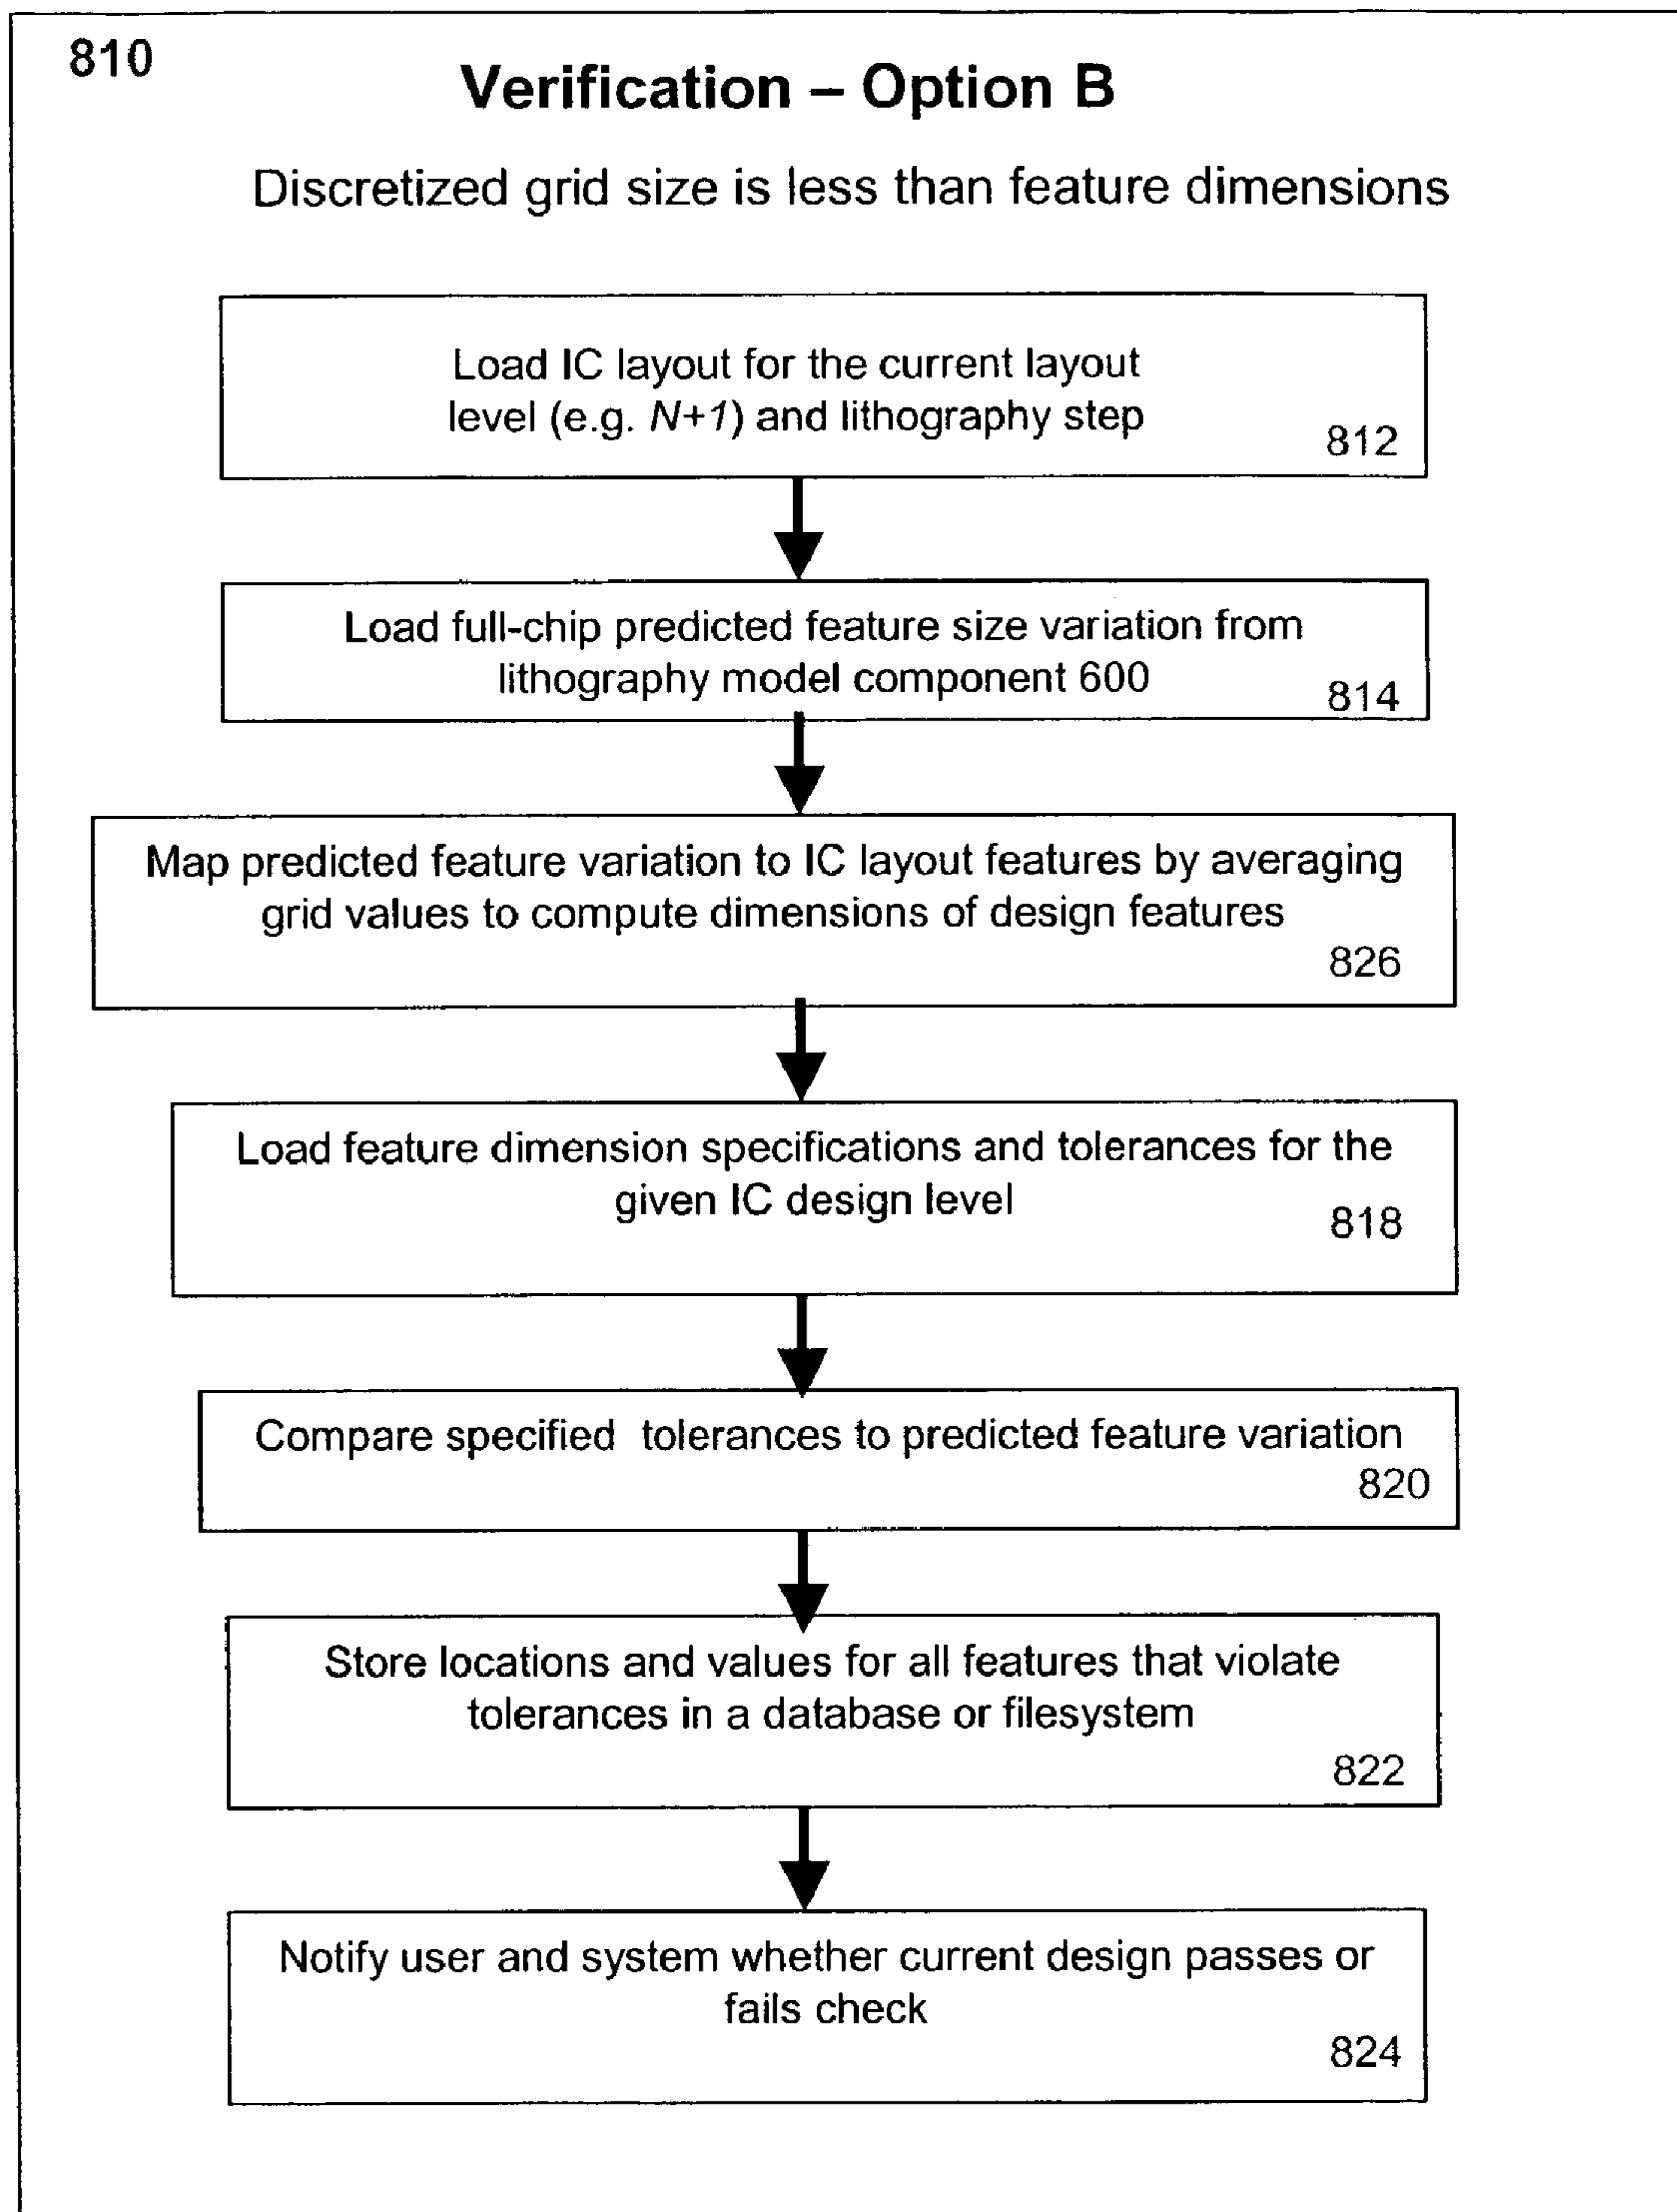 810
Verification – Option B
Discretized grid size is less than feature dimensions
Load IC layout for the current layout
level (e.g. N+1) and lithography step
812
Load full-chip predicted feature size variation from
lithography model component 600
814
Map predicted feature variation to IC layout features by averaging
grid values to compute dimensions of design features
826
Load feature dimension specifications and tolerances for the
given IC design level
818
Compare specified tolerances to predicted feature variation
820
Store locations and values for all features that violate
tolerances in a database or filesystem
822
Notify user and system whether current design passes or
fails check
824